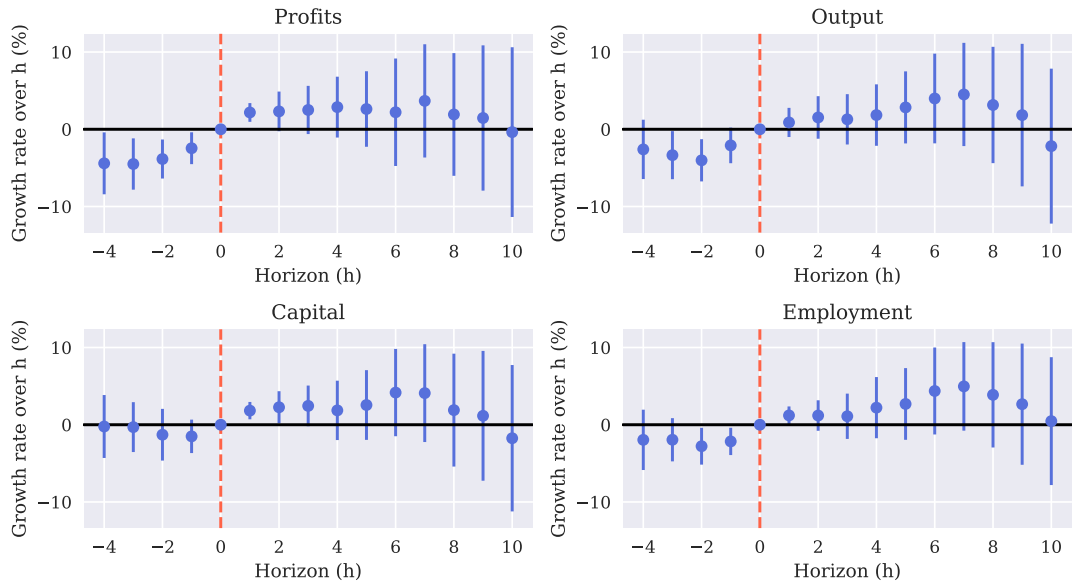 Profits
Growth rate over h (%)
10
0
−10
−4 −2 0 2 4 6 8 10
Horizon (h)
Output
Growth rate over h (%)
10
0
−10
−4 −2 0 2 4 6 8 10
Horizon (h)
Capital
Growth rate over h (%)
10
0
−10
−4 −2 0 2 4 6 8 10
Horizon (h)
Employment
Growth rate over h (%)
10
0
−10
−4 −2 0 2 4 6 8 10
Horizon (h)